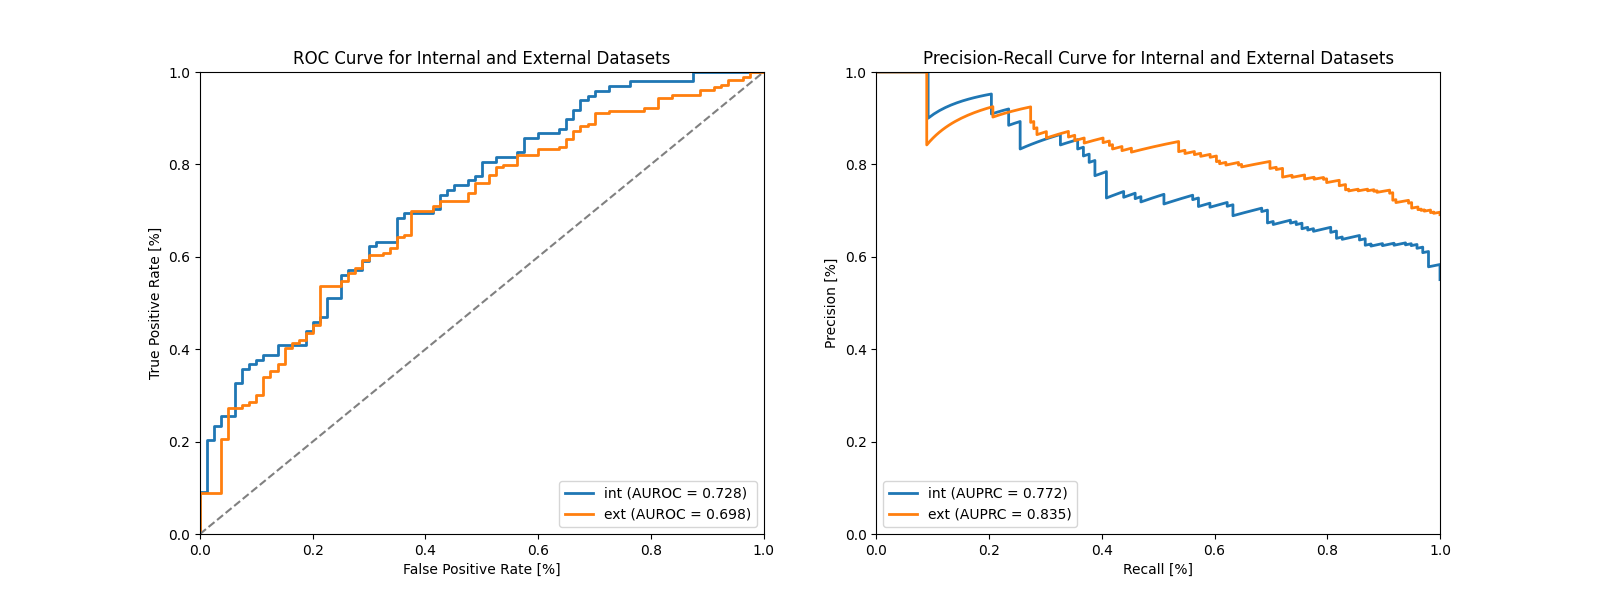 ROC Curve for Internal and External Datasets
True Positive Rate [%]
1.0
0.8
0.6
0.4
0.2
0.0
int (AUROC = 0.728)
ext (AUROC = 0.698)
0.0 0.2 0.4 0.6 0.8 1.0
False Positive Rate [%]
Precision-Recall Curve for Internal and External Datasets
Precision [%]
1.0
0.8
0.6
0.4
0.2
0.0
int (AUPRC = 0.772)
ext (AUPRC = 0.835)
0.0 0.2 0.4 0.6 0.8 1.0
Recall [%]